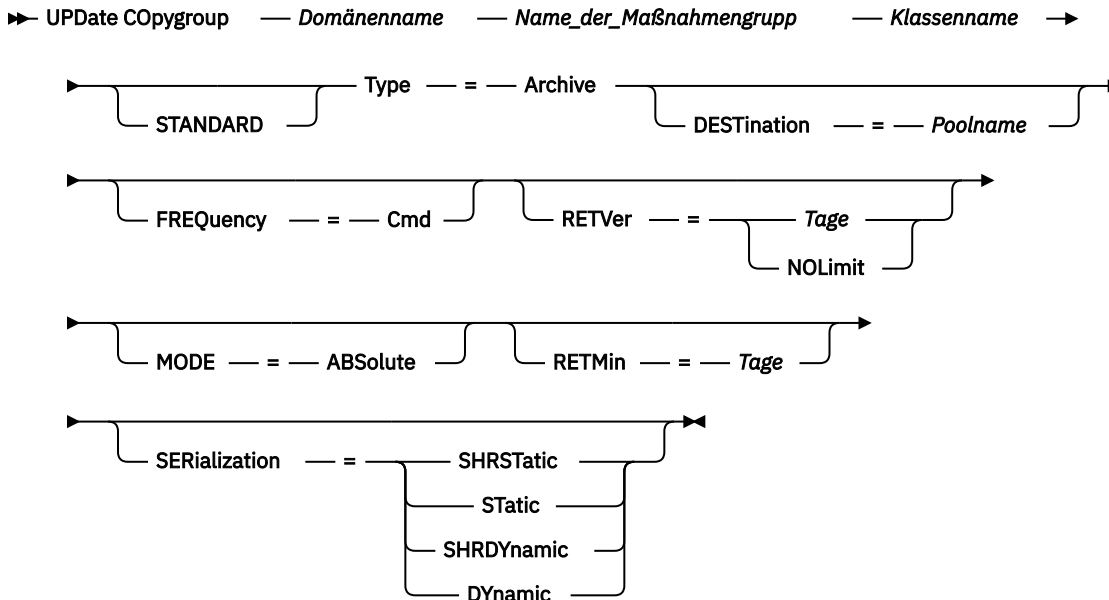 UPDate COpygroup Domänenname Name_der_Maßnahmengrupp Klassenname
Type = Archive
STANDARD
DESTination = Poolname
FREQuency = Cmd
RETVer = Tage
NOLimit
MODE = ABSolute
RETMin = Tage
SERialization = SHRSTatic
STatic
SHRDYnamic
DYnamic